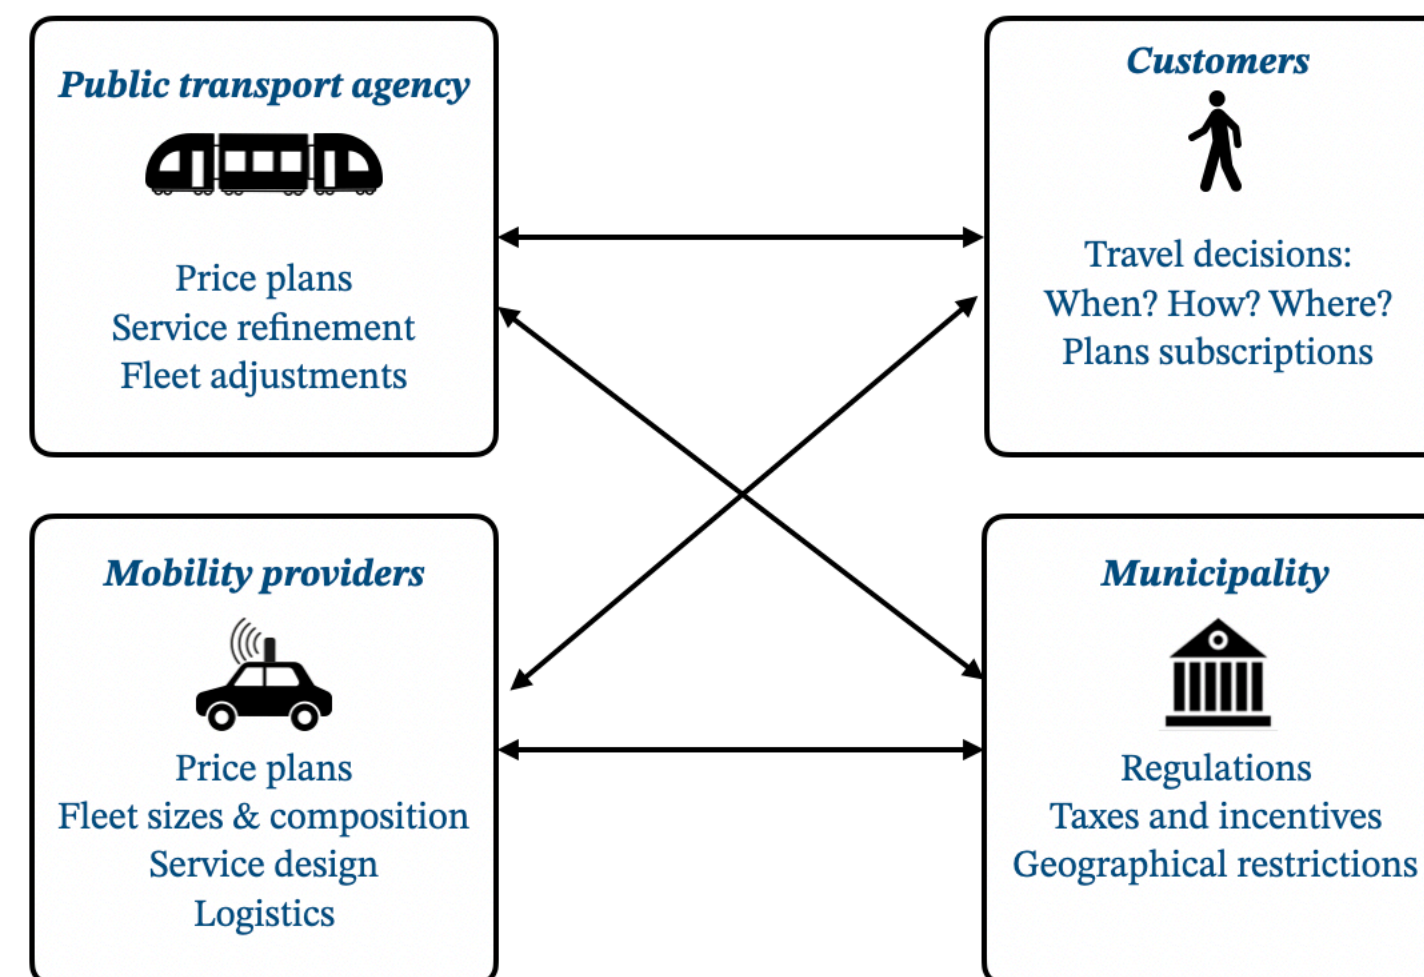 Public transport agency
Price plans
Service refinement
Fleet adjustments
Customers
Travel decisions:
When? How? Where?
Plans subscriptions
Mobility providers
Price plans
Fleet sizes & composition
Service design
Logistics
Municipality
Regulations
Taxes and incentives
Geographical restrictions